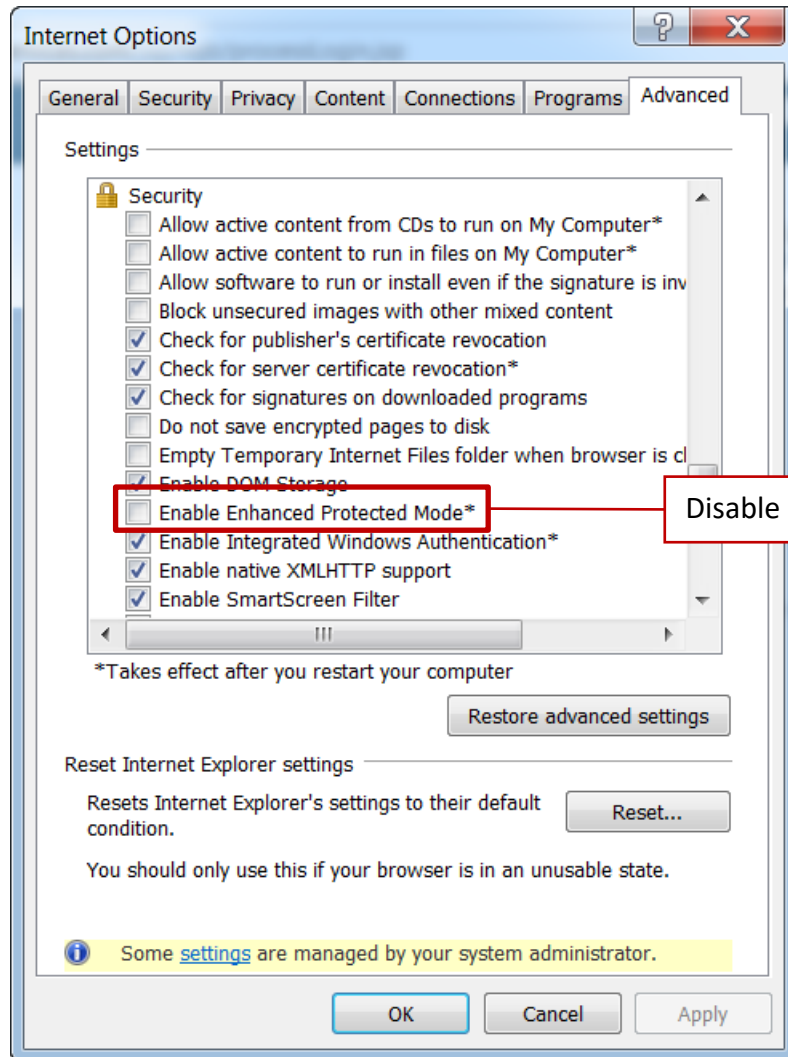 Internet Options
General Security Privacy Content Connections Programs Advanced
Settings
Security
Allow active content from CDs to run on My Computer*
Allow active content to run in files on My Computer*
Allow software to run or install even if the signature is inv
Block unsecured images with other mixed content
Check for publisher's certificate revocation
Check for server certificate revocation*
Check for signatures on downloaded programs
Do not save encrypted pages to disk
Empty Temporary Internet Files folder when browser is cl
Enable DOM Storage
Enable Enhanced Protected Mode*
Disable
Enable Integrated Windows Authentication*
Enable native XMLHTTP support
Enable SmartScreen Filter
*Takes effect after you restart your computer
Restore advanced settings
Reset Internet Explorer settings
Resets Internet Explorer's settings to their default
condition.
Reset...
You should only use this if your browser is in an unusable state.
Some settings are managed by your system administrator.
OK Cancel Apply